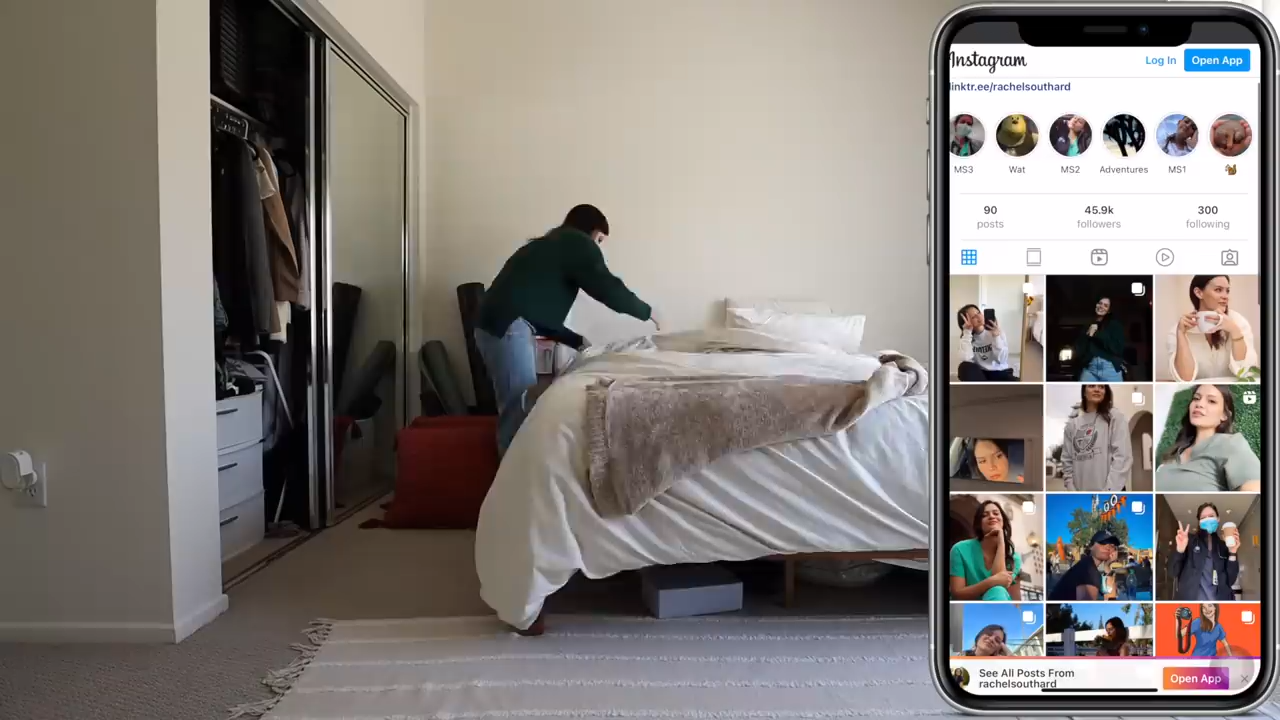 Instagram
Log In
Open App
linktr.ee/rachelsouthard
MS3
Wat
MS2
Adventures
MS1
90
45.9k
300
posts
followers
following
See All Posts From
rachelsouthard
Open App